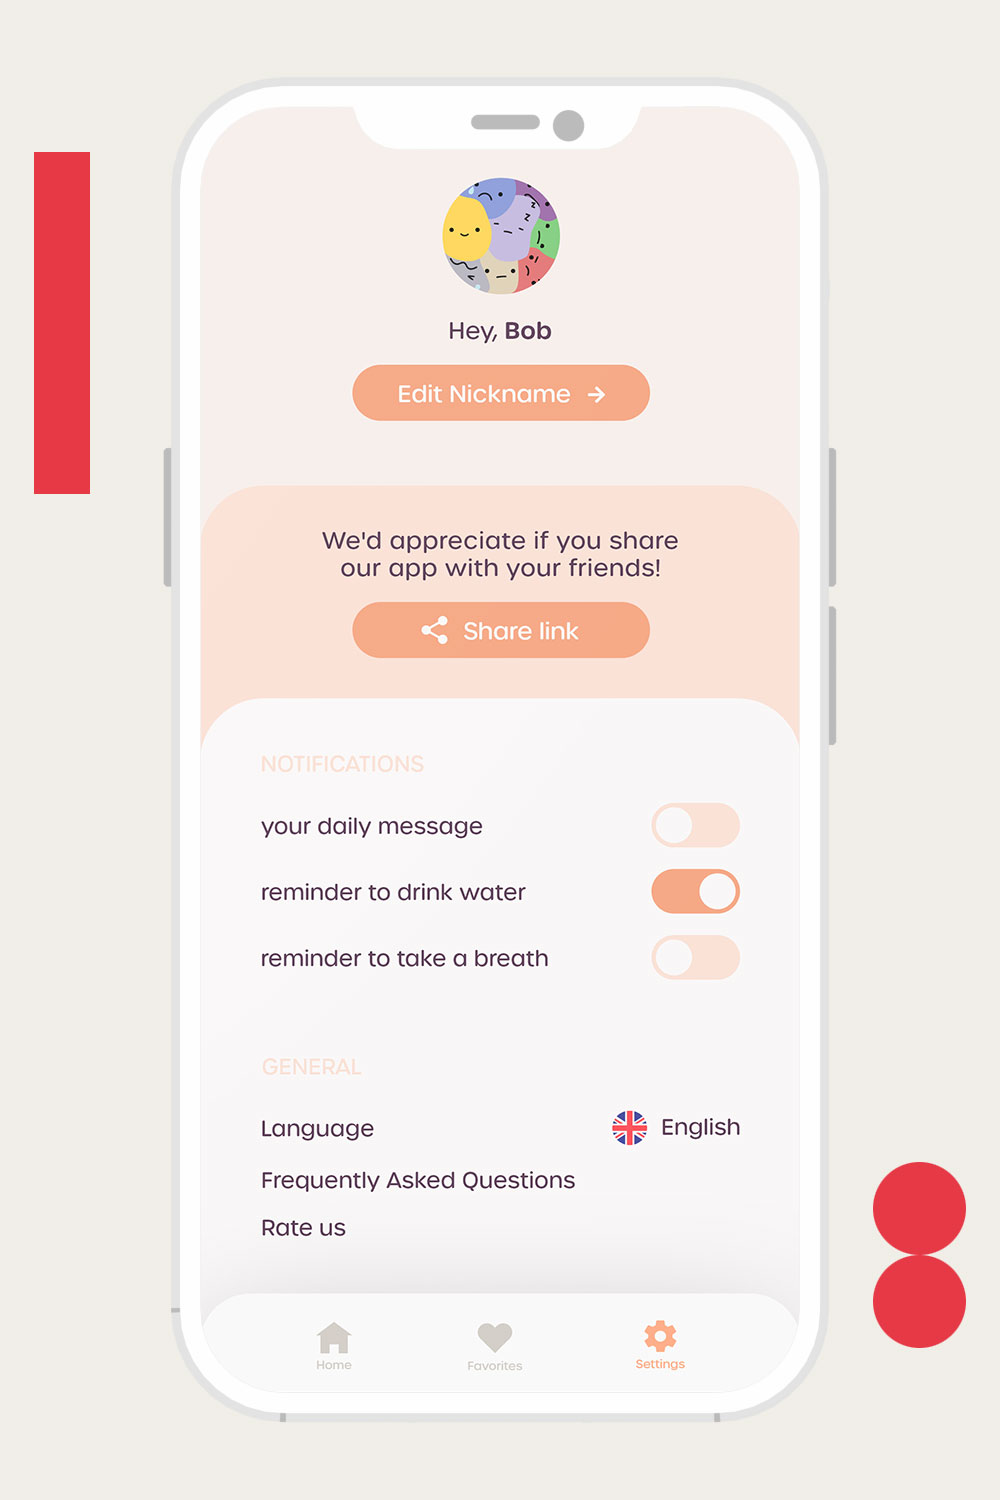 Hey, Bob
Edit Nickname →
We'd appreciate if you share
our app with your friends!
Share link
NOTIFICATIONS
your daily message
reminder to drink water
reminder to take a breath
GENERAL
Language English
Frequently Asked Questions
Rate us
Home Favorites Settings